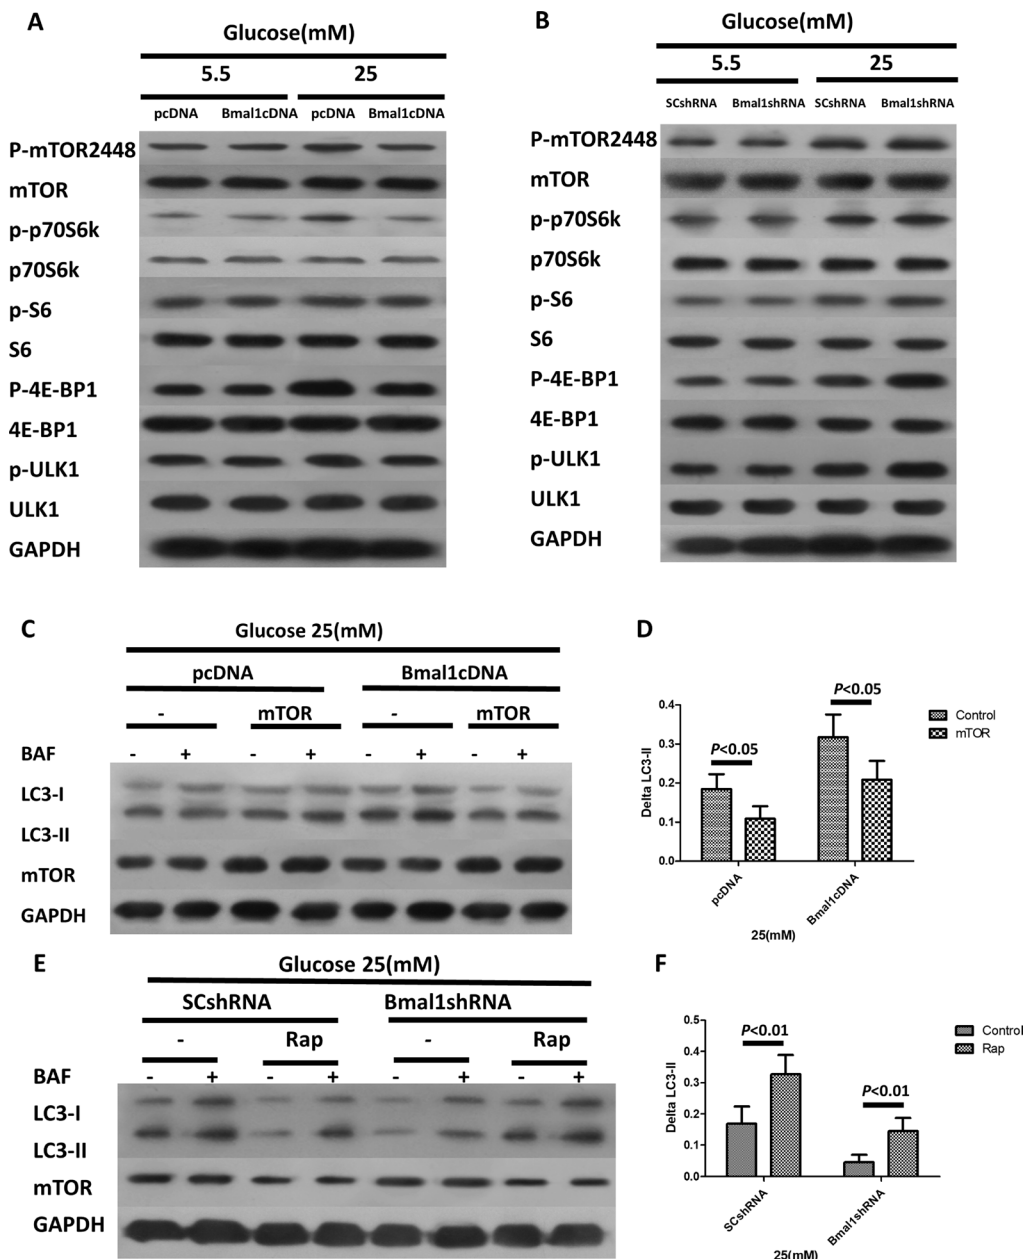 A
Glucose(mM)
5.5 25
pcDNA Bmal1cDNA pcDNA Bmal1cDNA
P-mTOR2448
mTOR
p-p70S6k
p70S6k
p-S6
S6
P-4E-BP1
4E-BP1
p-ULK1
ULK1
GAPDH
B
Glucose(mM)
5.5 25
SCshRNA Bmal1shRNA SCshRNA Bmal1shRNA
P-mTOR2448
mTOR
p-p70S6k
p70S6k
p-S6
S6
P-4E-BP1
4E-BP1
p-ULK1
ULK1
GAPDH
C
Glucose 25(mM)
pcDNA Bmal1cDNA
- mTOR - mTOR
BAF - + - + - + - +
LC3-I
LC3-II
mTOR
GAPDH
D
P<0.05
P<0.05
Control
mTOR
Delta LC3-II
0.4
0.3
0.2
0.1
0.0
pcDNA Bmal1cDNA
25(mM)
E
Glucose 25(mM)
SCshRNA Bmal1shRNA
- Rap - Rap
BAF - + - + - + - +
LC3-I
LC3-II
mTOR
GAPDH
F
P<0.01
P<0.01
Control
Rap
Delta LC3-II
0.5
0.4
0.3
0.2
0.1
0.0
SCshRNA Bmal1shRNA
25(mM)